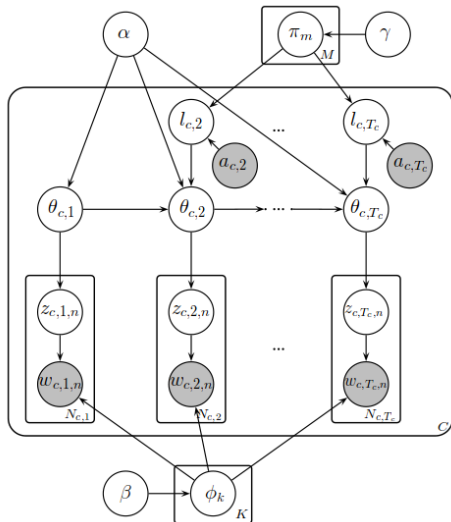 α π_m γ
M
l_{c,2} ... l_{c,T_c}
a_{c,2} a_{c,T_c}
θ_{c,1} θ_{c,2} ... θ_{c,T_c}
z_{c,1,n} z_{c,2,n} z_{c,T_c,n}
...
w_{c,1,n} w_{c,2,n} w_{c,T_c,n}
N_{c,1} N_{c,2} N_{c,T_c}
C
β ϕ_k
K